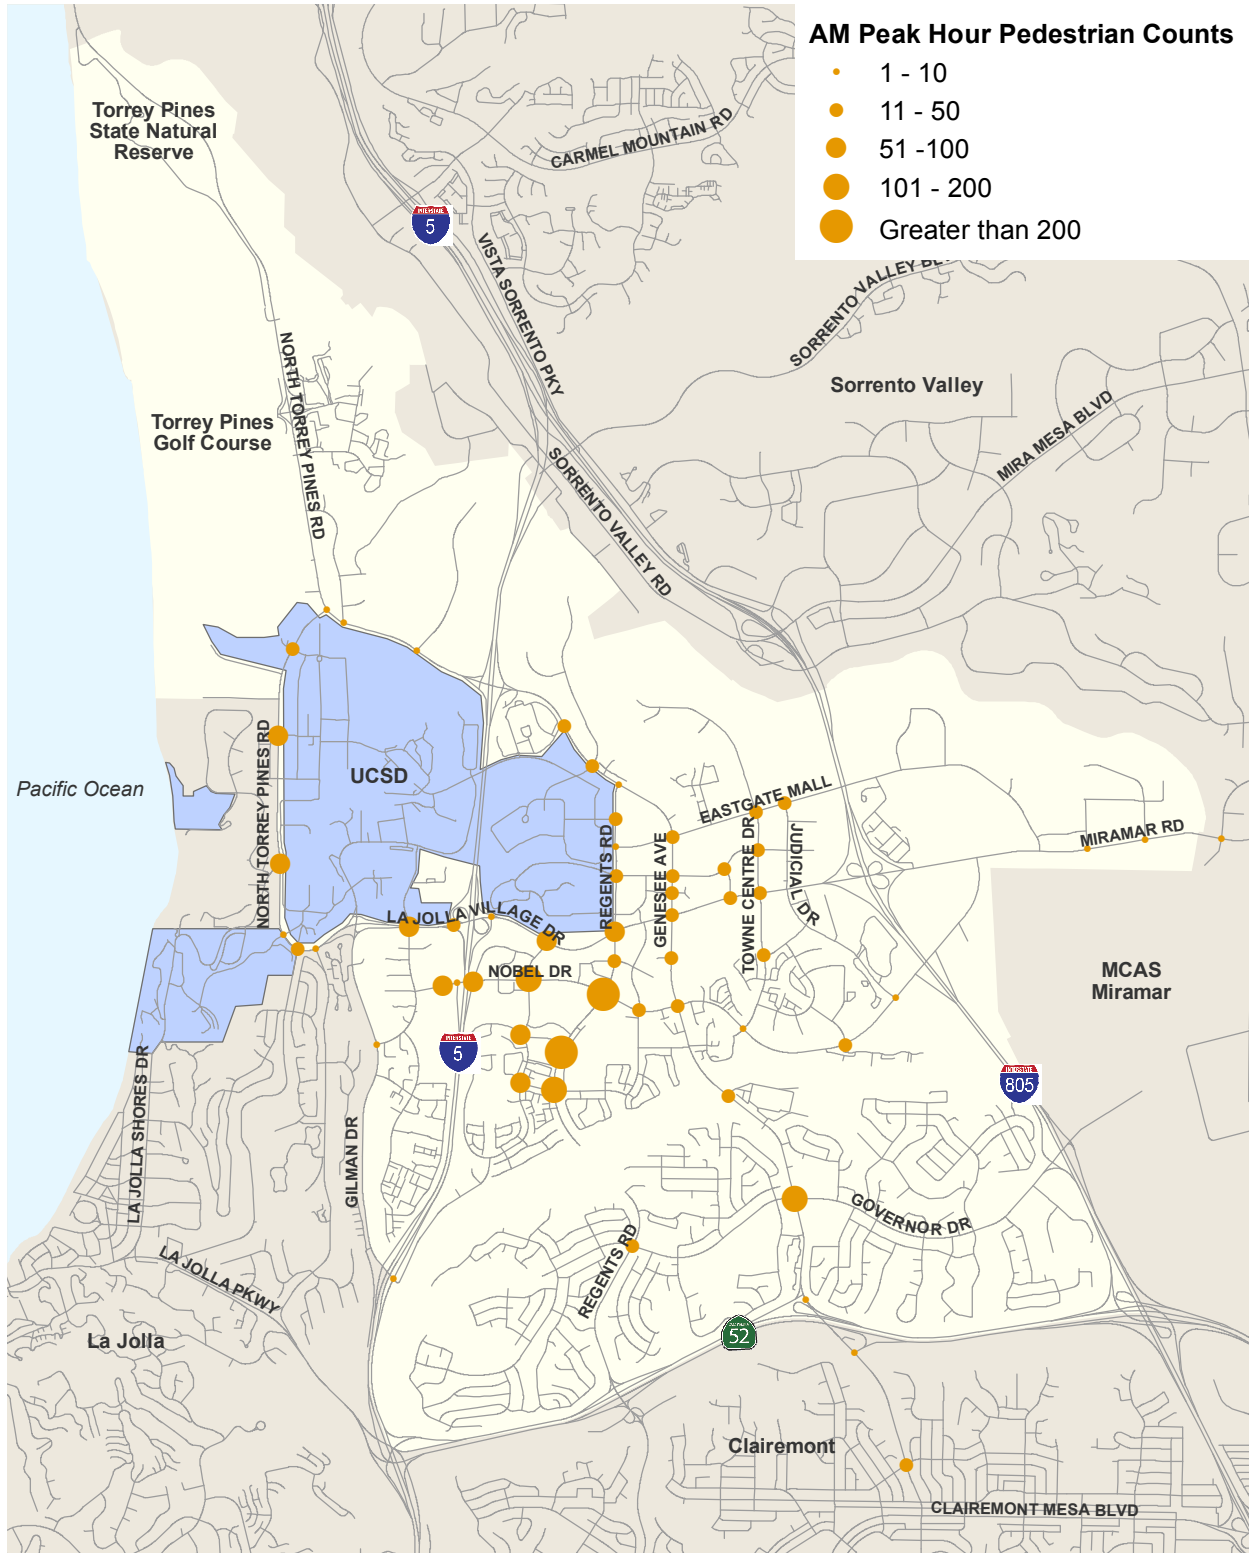 AM Peak Hour Pedestrian Counts
1 - 10
11 - 50
51 -100
101 - 200
Greater than 200
Torrey Pines
State Natural
Reserve
CARMEL MOUNTAIN RD
INTERSTATE
5
VISTA SORRENTO PKY
SORRENTO VALLEY
Sorrento Valley
NORTH TORREY PINES RD
Torrey Pines
Golf Course
MIRA MESA BLVD
SORRENTO VALLEY RD
NORTH TORREY PINES RD
UCSD
Pacific Ocean
EASTGATE MALL
MIRAMAR RD
REGENTS RD
GENESEE AVE
TOWNE CENTRE DR
JUDICIAL DR
LA JOLLA VILLAGE DR
NOBEL DR
MCAS
Miramar
INTERSTATE
5
INTERSTATE
805
LA JOLLA SHORES DR
GILMAN DR
GOVERNOR DR
REGENTS RD
LA JOLLA PKWY
La Jolla
52
Clairemont
CLAIREMONT MESA BLVD